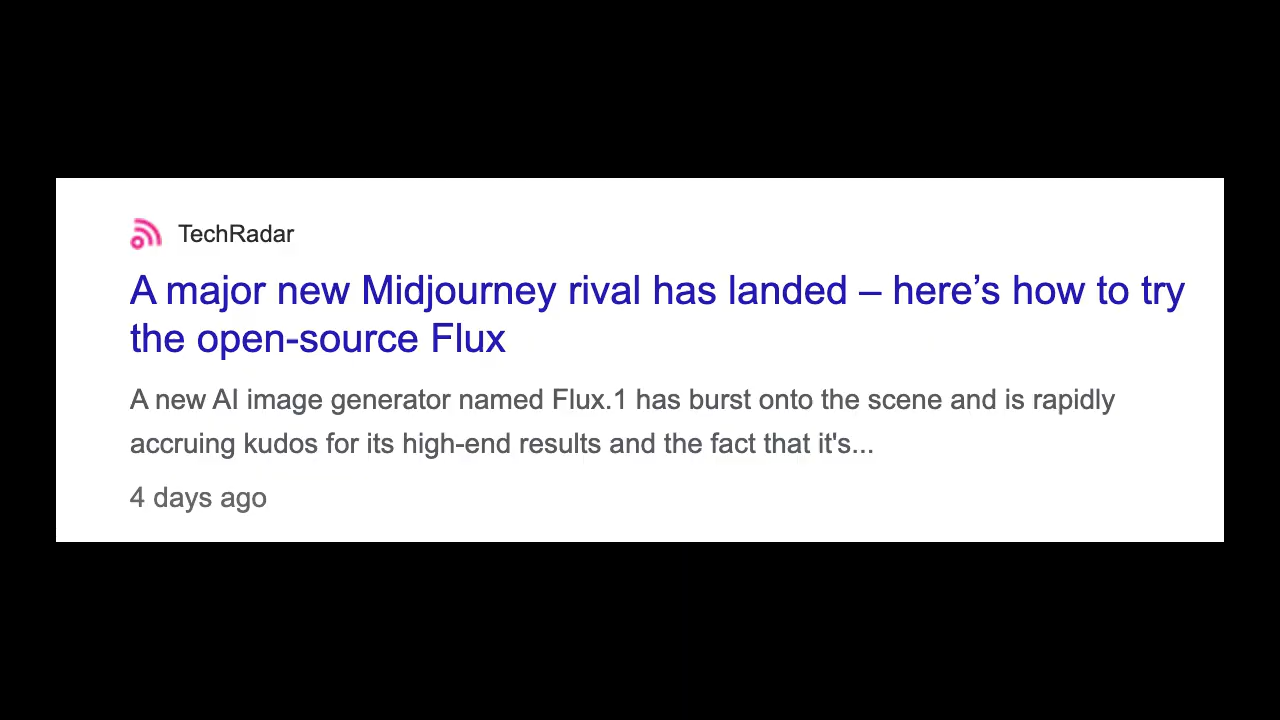 TechRadar
A major new Midjourney rival has landed – here’s how to try
the open-source Flux
A new AI image generator named Flux.1 has burst onto the scene and is rapidly
accruing kudos for its high-end results and the fact that it's...
4 days ago